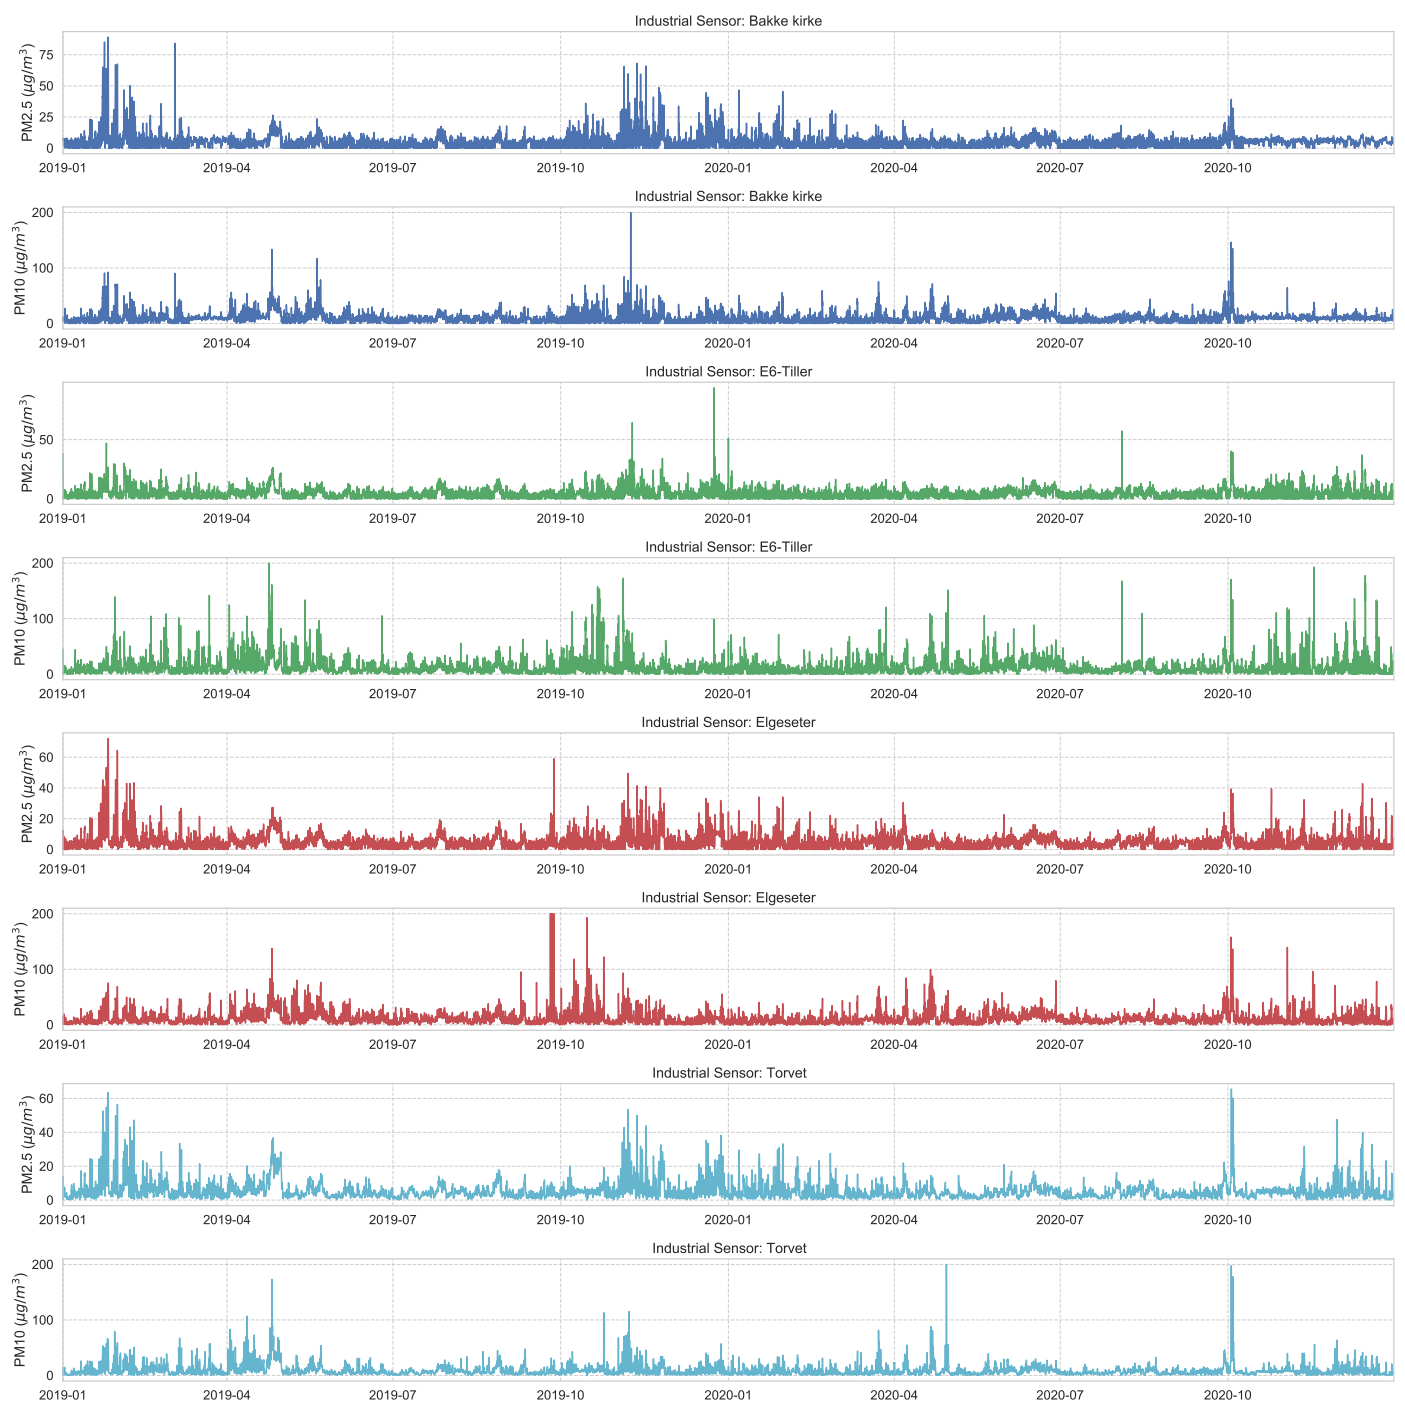 Industrial Sensor: Bakke kirke
PM2.5 (μg/m³)
75
50
25
0
2019-01 2019-04 2019-07 2019-10 2020-01 2020-04 2020-07 2020-10
Industrial Sensor: Bakke kirke
PM10 (μg/m³)
200
100
0
2019-01 2019-04 2019-07 2019-10 2020-01 2020-04 2020-07 2020-10
Industrial Sensor: E6-Tiller
PM2.5 (μg/m³)
50
0
2019-01 2019-04 2019-07 2019-10 2020-01 2020-04 2020-07 2020-10
Industrial Sensor: E6-Tiller
PM10 (μg/m³)
200
100
0
2019-01 2019-04 2019-07 2019-10 2020-01 2020-04 2020-07 2020-10
Industrial Sensor: Elgeseter
PM2.5 (μg/m³)
60
40
20
0
2019-01 2019-04 2019-07 2019-10 2020-01 2020-04 2020-07 2020-10
Industrial Sensor: Elgeseter
PM10 (μg/m³)
200
100
0
2019-01 2019-04 2019-07 2019-10 2020-01 2020-04 2020-07 2020-10
Industrial Sensor: Torvet
PM2.5 (μg/m³)
60
40
20
0
2019-01 2019-04 2019-07 2019-10 2020-01 2020-04 2020-07 2020-10
Industrial Sensor: Torvet
PM10 (μg/m³)
200
100
0
2019-01 2019-04 2019-07 2019-10 2020-01 2020-04 2020-07 2020-10